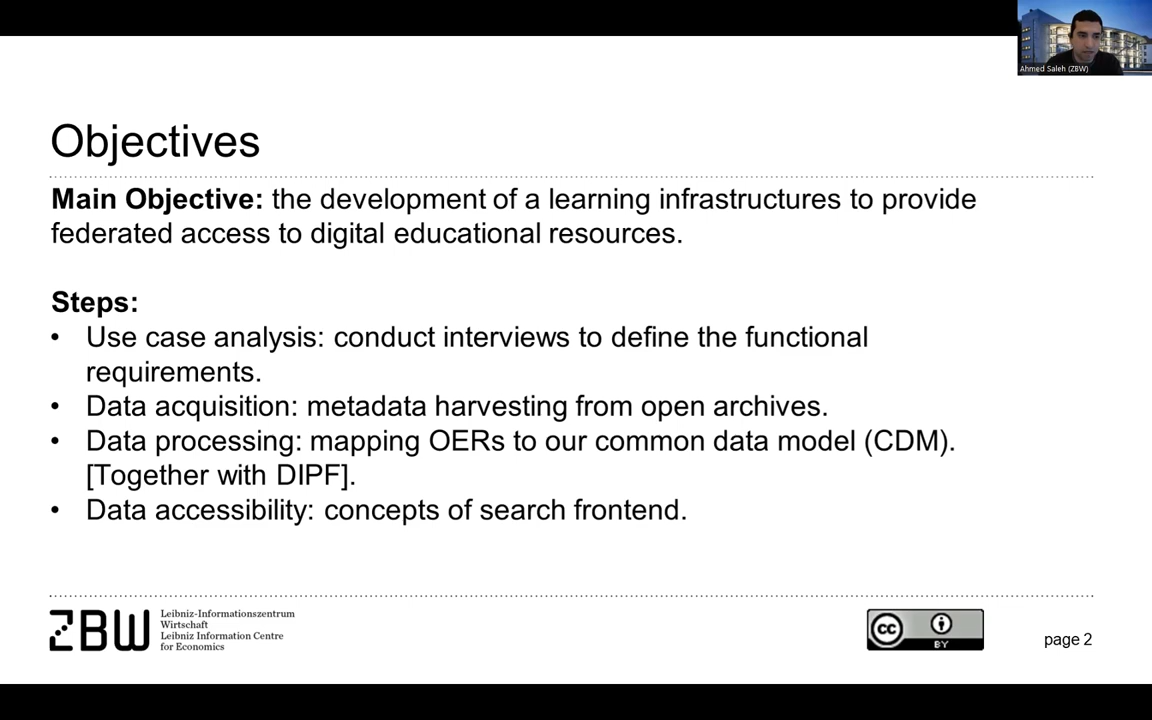 Ahmed Saleh (ZBW)
Objectives
Main Objective: the development of a learning infrastructures to provide
federated access to digital educational resources.
Steps:
• Use case analysis: conduct interviews to define the functional
requirements.
• Data acquisition: metadata harvesting from open archives.
• Data processing: mapping OERs to our common data model (CDM).
[Together with DIPF].
• Data accessibility: concepts of search frontend.
ZBW
Leibniz-Informationszentrum
Wirtschaft
Leibniz Information Centre
for Economics
cc
BY
page 2